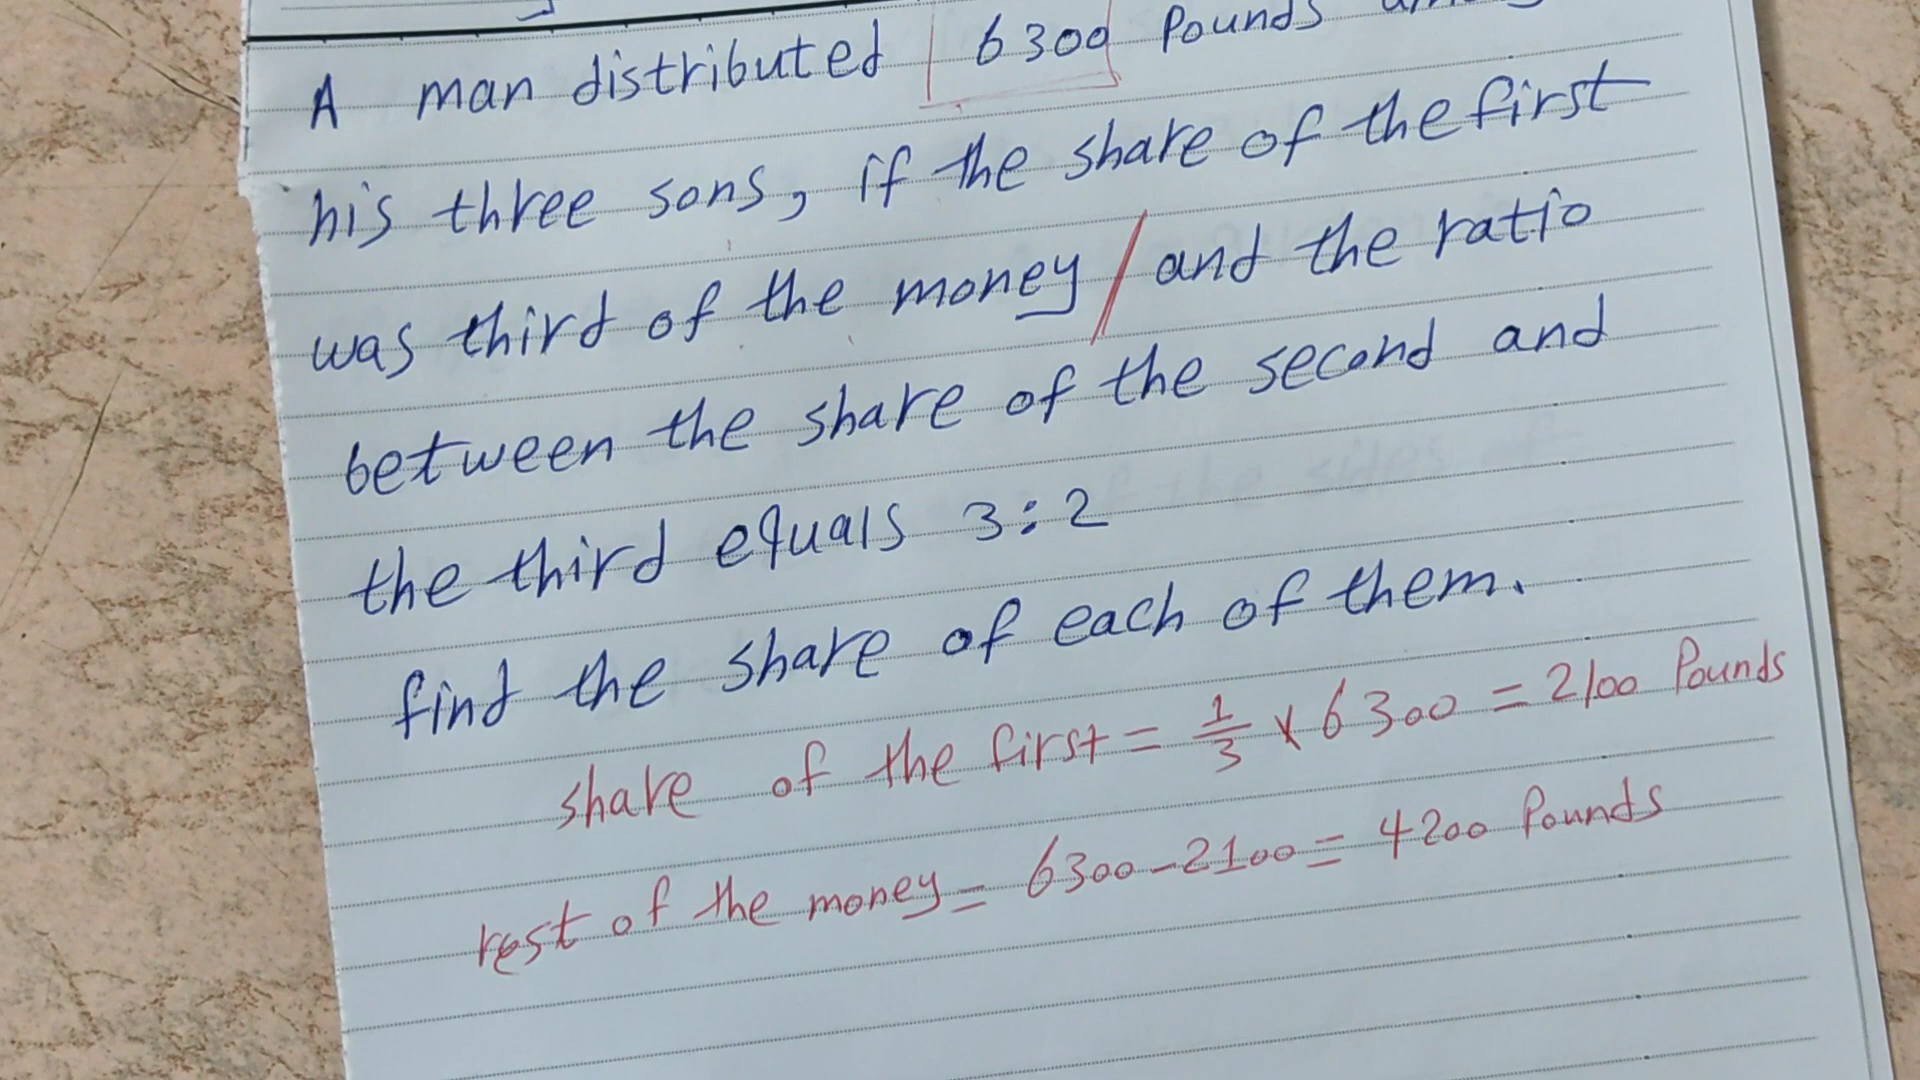 A man distributed 6300 Pounds
his three sons, if the share of the first
was third of the money / and the ratio
between the share of the second and
the third equals 3:2
find the share of each of them.
share of the first = 1/3 × 6300 = 2100 Pounds
rest of the money = 6300 - 2100 = 4200 Pounds